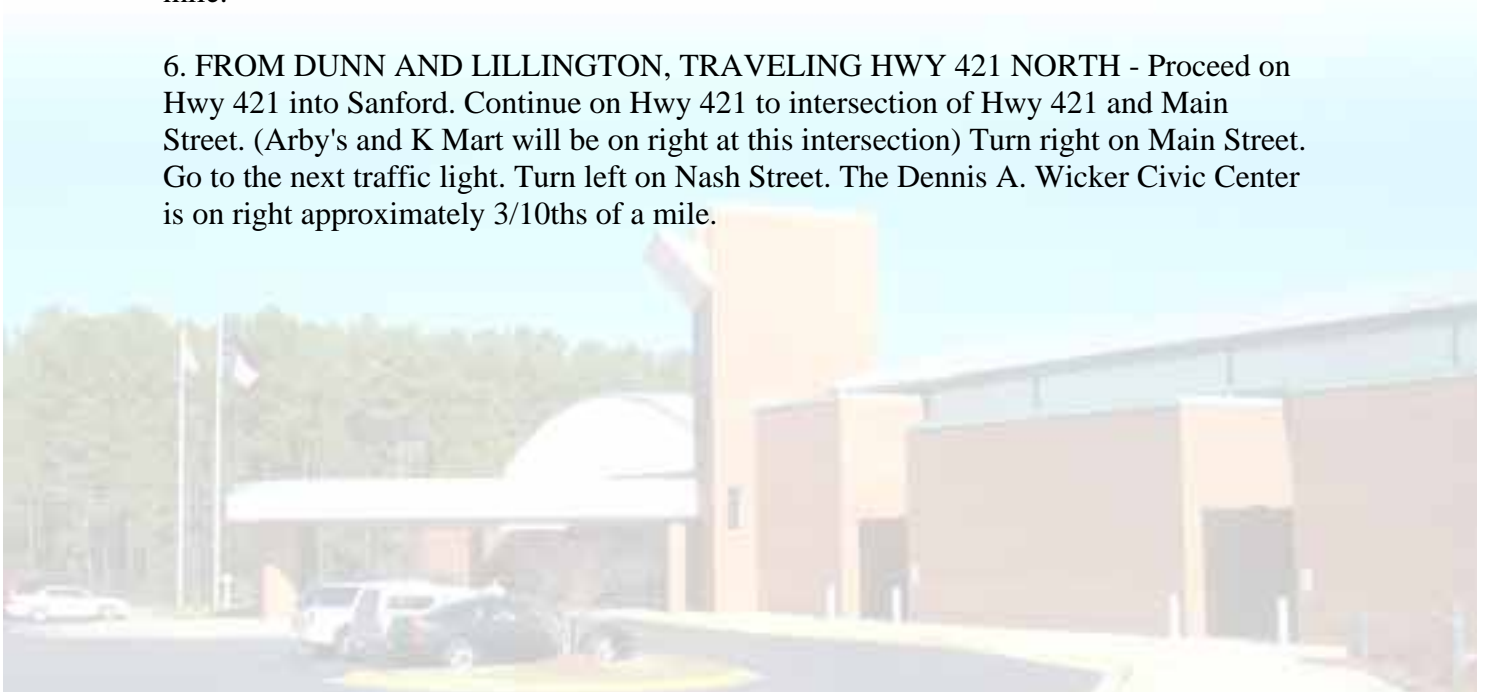 mile.
6. FROM DUNN AND LILLINGTON, TRAVELING HWY 421 NORTH - Proceed on
Hwy 421 into Sanford. Continue on Hwy 421 to intersection of Hwy 421 and Main
Street. (Arby's and K Mart will be on right at this intersection) Turn right on Main Street.
Go to the next traffic light. Turn left on Nash Street. The Dennis A. Wicker Civic Center
is on right approximately 3/10ths of a mile.